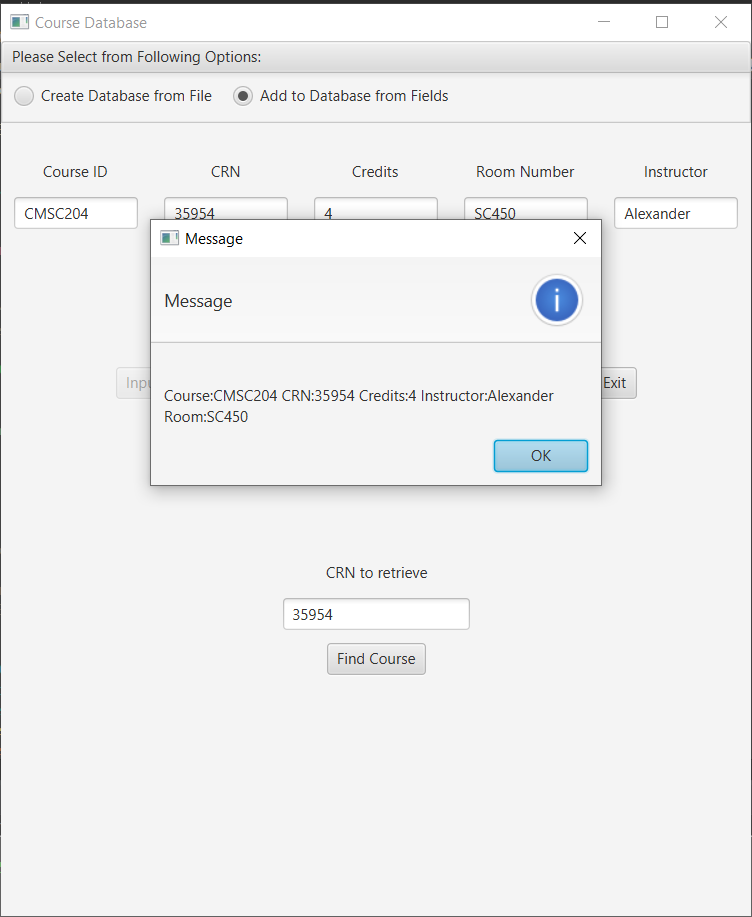 Course Database
Please Select from Following Options:
Create Database from File Add to Database from Fields
Course ID CRN Credits Room Number Instructor
CMSC204 35954 4 SC450 Alexander
Message
Message
Exit
Course:CMSC204 CRN:35954 Credits:4 Instructor:Alexander
Room:SC450
OK
CRN to retrieve
35954
Find Course